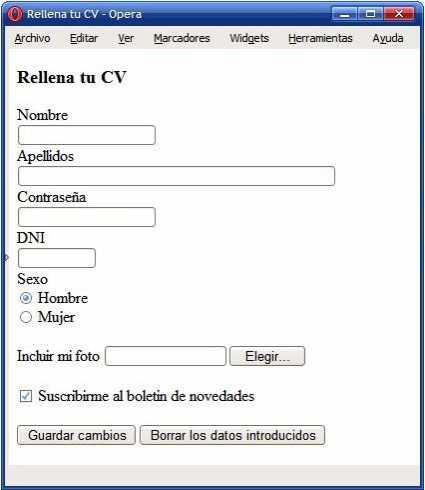 Rellena tu CV - Opera
Archivo Editar Ver Marcadores Widgets Herramientas Ayuda
Rellena tu CV
Nombre
Apellidos
Contraseña
DNI
Sexo
Hombre
Mujer
Incluir mi foto Elegir...
Suscribirme al boletin de novedades
Guardar cambios Borrar los datos introducidos